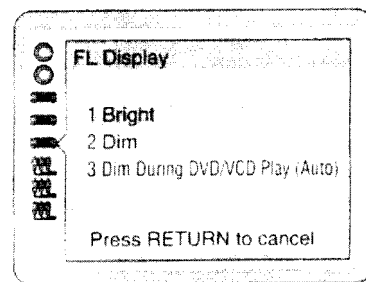 FL Display
1 Bright
2 Dim
3 Dim During DVD/VCD Play (Auto)
Press RETURN to cancel